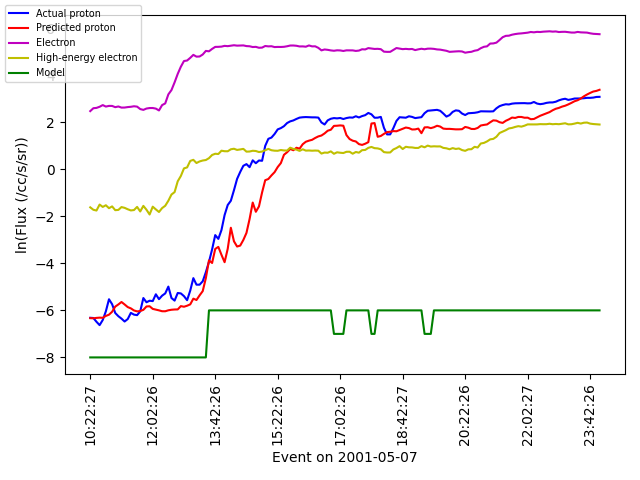 Actual proton
Predicted proton
Electron
High-energy electron
Model
ln(Flux (/cc/s/sr))
2
0
−2
−4
−6
−8
10:22:27
12:02:26
13:42:26
15:22:26
17:02:26
18:42:27
20:22:26
22:02:27
23:42:26
Event on 2001-05-07